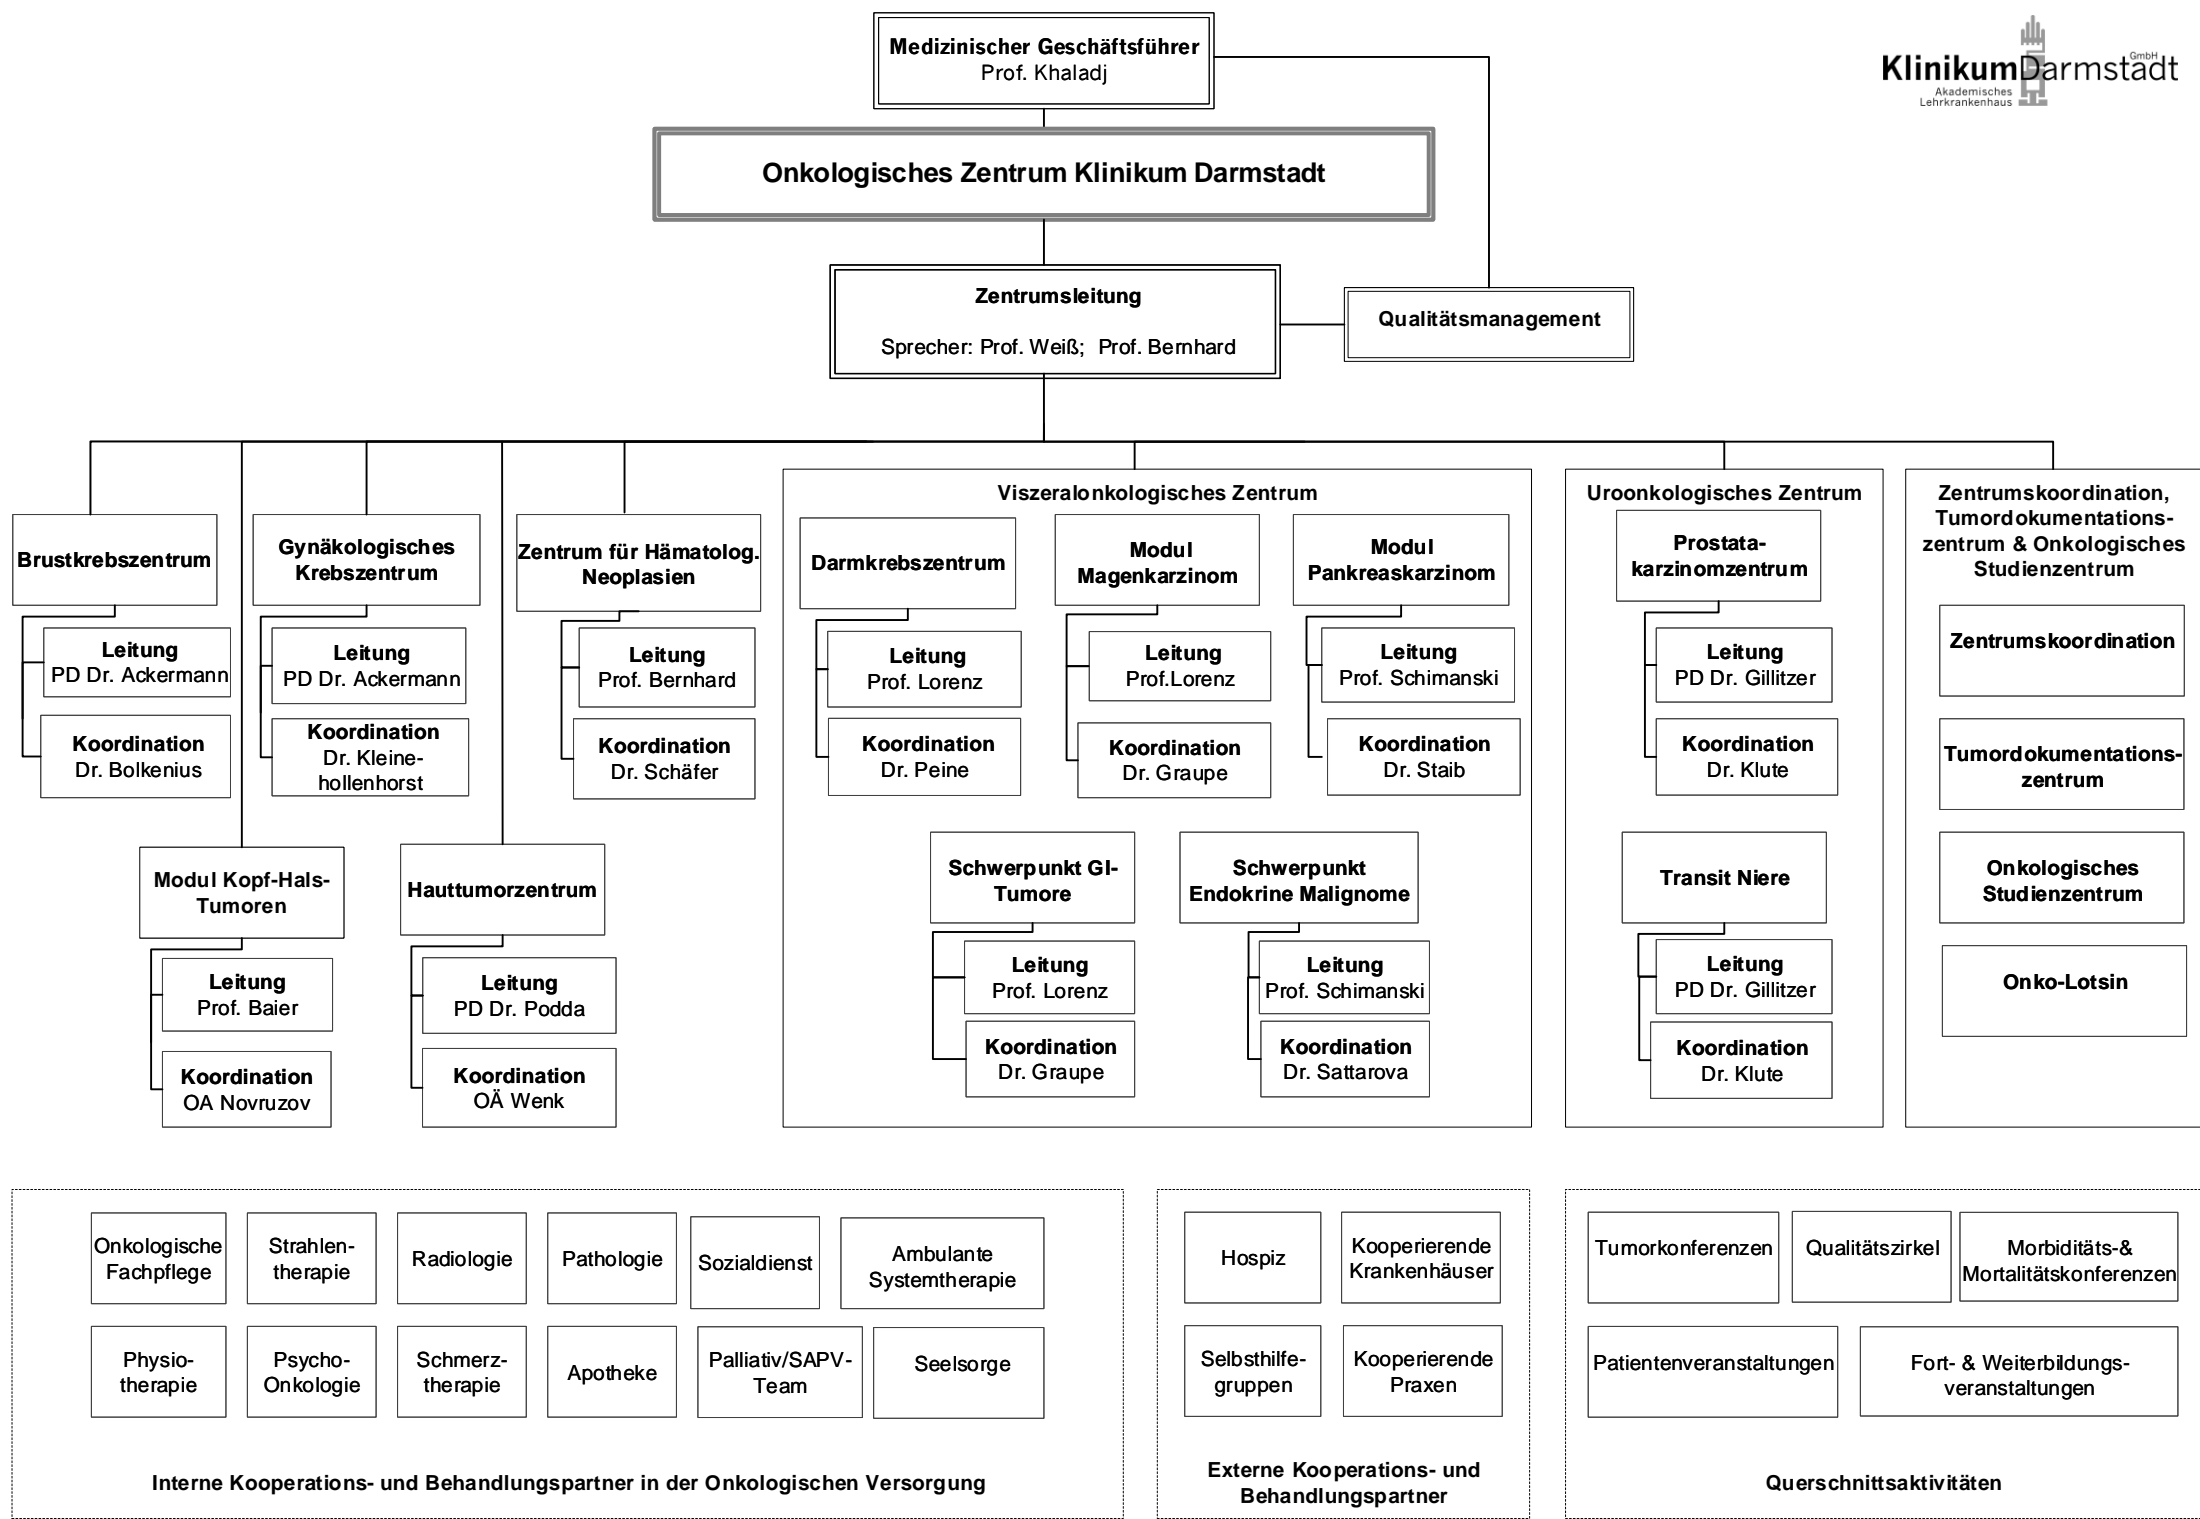 Medizinischer Geschäftsführer
Prof. Khaladj
KlinikumDarmstadt
GmbH
Akademisches
Lehrkrankenhaus
Onkologisches Zentrum Klinikum Darmstadt
Zentrumsleitung
Sprecher: Prof. Weiß; Prof. Bernhard
Qualitätsmanagement
Brustkrebszentrum
Leitung
PD Dr. Ackermann
Koordination
Dr. Bolkenius
Gynäkologisches
Krebszentrum
Leitung
PD Dr. Ackermann
Koordination
Dr. Kleine-
hollenhorst
Zentrum für Hämatolog.
Neoplasien
Leitung
Prof. Bernhard
Koordination
Dr. Schäfer
Modul Kopf-Hals-
Tumoren
Leitung
Prof. Baier
Koordination
OA Novruzov
Hauttumorzentrum
Leitung
PD Dr. Podda
Koordination
OÄ Wenk
Viszeralonkologisches Zentrum
Darmkrebszentrum
Leitung
Prof. Lorenz
Koordination
Dr. Peine
Modul
Magenkarzinom
Leitung
Prof.Lorenz
Koordination
Dr. Graupe
Modul
Pankreaskarzinom
Leitung
Prof. Schimanski
Koordination
Dr. Staib
Schwerpunkt GI-
Tumore
Leitung
Prof. Lorenz
Koordination
Dr. Graupe
Schwerpunkt
Endokrine Malignome
Leitung
Prof. Schimanski
Koordination
Dr. Sattarova
Uroonkologisches Zentrum
Prostata-
karzinomzentrum
Leitung
PD Dr. Gillitzer
Koordination
Dr. Klute
Transit Niere
Leitung
PD Dr. Gillitzer
Koordination
Dr. Klute
Zentrumskoordination,
Tumordokumentations-
zentrum & Onkologisches
Studienzentrum
Zentrumskoordination
Tumordokumentations-
zentrum
Onkologisches
Studienzentrum
Onko-Lotsin
Onkologische
Fachpflege
Strahlen-
therapie
Radiologie
Pathologie
Sozialdienst
Ambulante
Systemtherapie
Physio-
therapie
Psycho-
Onkologie
Schmerz-
therapie
Apotheke
Palliativ/SAPV-
Team
Seelsorge
Interne Kooperations- und Behandlungspartner in der Onkologischen Versorgung
Hospiz
Kooperierende
Krankenhäuser
Selbsthilfe-
gruppen
Kooperierende
Praxen
Externe Kooperations- und
Behandlungspartner
Tumorkonferenzen
Qualitätszirkel
Morbiditäts-&
Mortalitätskonferenzen
Patientenveranstaltungen
Fort- & Weiterbildungs-
veranstaltungen
Querschnittsaktivitäten